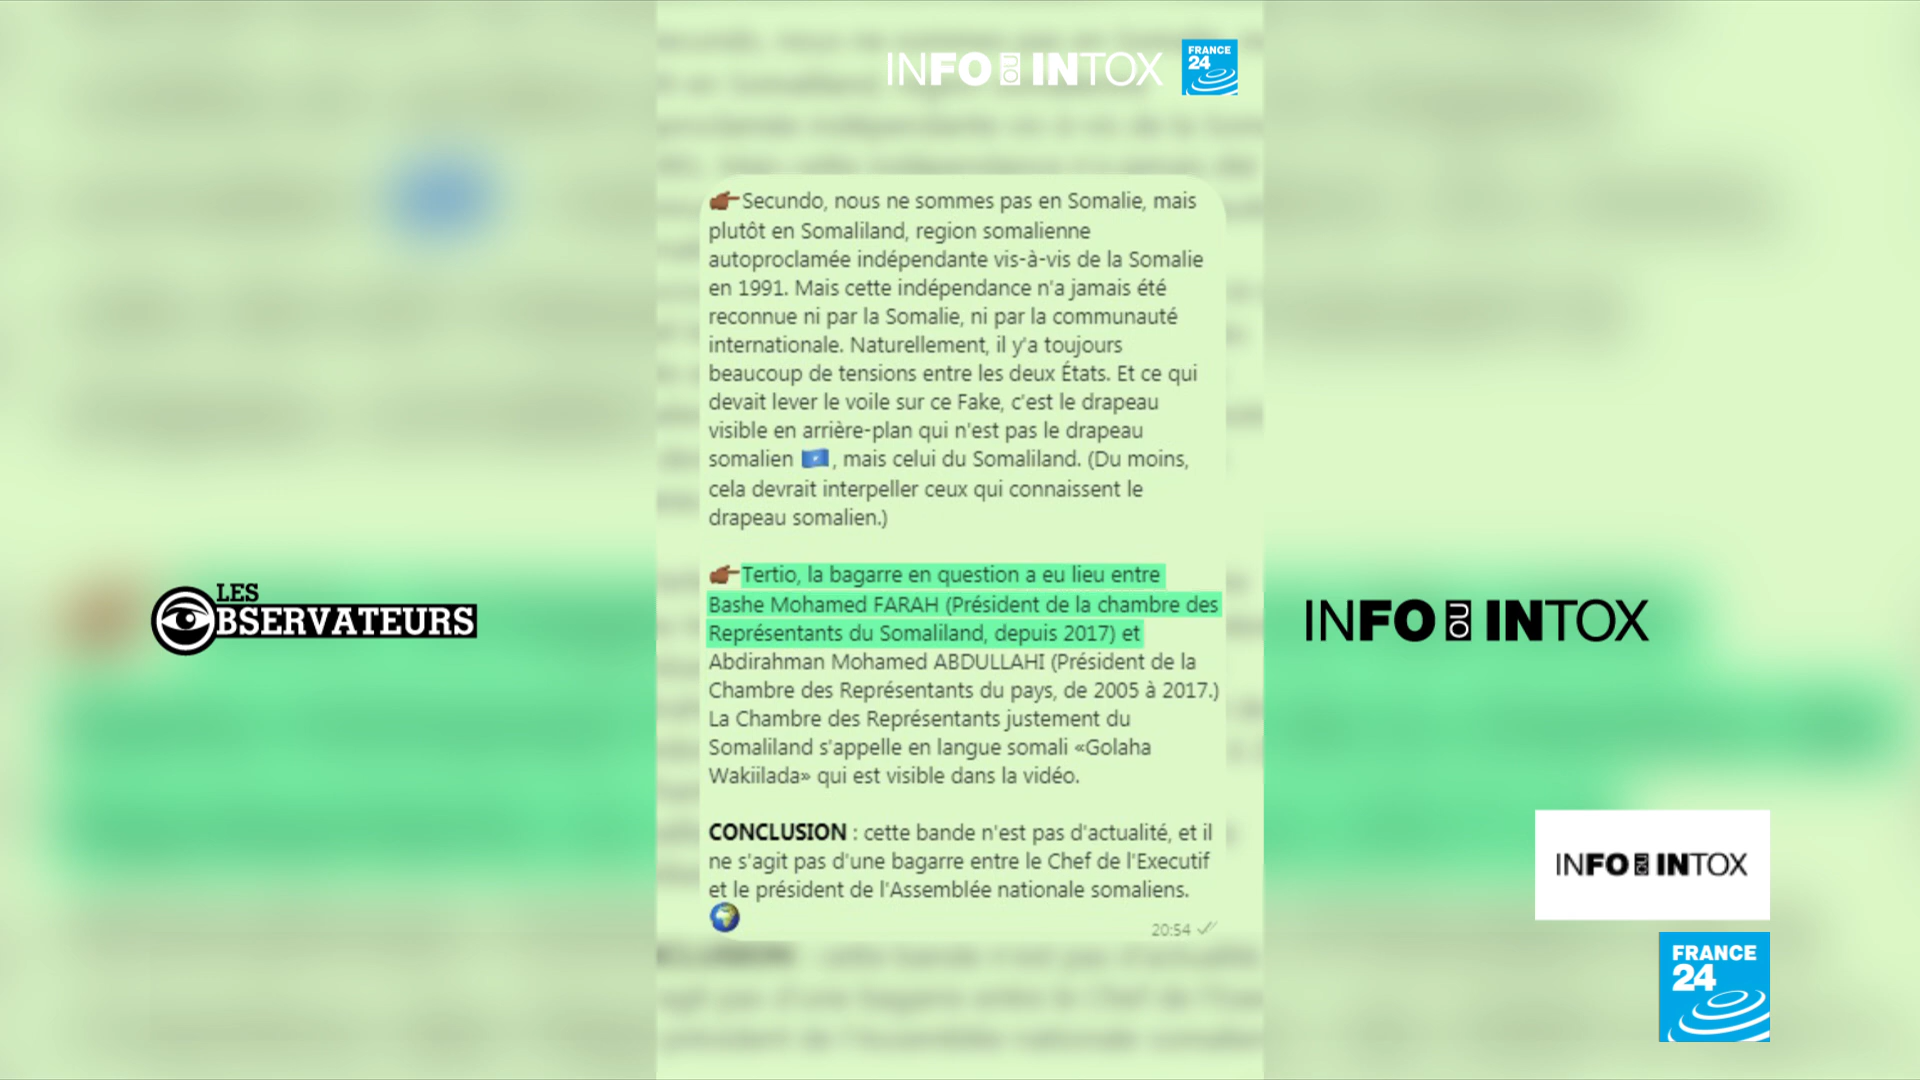 INFO OU INTOX
FRANCE
24
Secundo, nous ne sommes pas en Somalie, mais
plutôt en Somaliland, region somalienne
autoproclamée indépendante vis-à-vis de la Somalie
en 1991. Mais cette indépendance n'a jamais été
reconnue ni par la Somalie, ni par la communauté
internationale. Naturellement, il y'a toujours
beaucoup de tensions entre les deux États. Et ce qui
devait lever le voile sur ce Fake, c'est le drapeau
visible en arrière-plan qui n'est pas le drapeau
somalien , mais celui du Somaliland. (Du moins,
cela devrait interpeller ceux qui connaissent le
drapeau somalien.)
Tertio, la bagarre en question a eu lieu entre
Bashe Mohamed FARAH (Président de la chambre des
Représentants du Somaliland, depuis 2017) et
Abdirahman Mohamed ABDULLAHI (Président de la
Chambre des Représentants du pays, de 2005 à 2017.)
La Chambre des Représentants justement du
Somaliland s'appelle en langue somali «Golaha
Wakiilada» qui est visible dans la vidéo.
CONCLUSION : cette bande n'est pas d'actualité, et il
ne s'agit pas d'une bagarre entre le Chef de l'Executif
et le président de l'Assemblée nationale somaliens.
20:54
LES
OBSERVATEURS
INFO OU INTOX
INFO OU INTOX
FRANCE
24